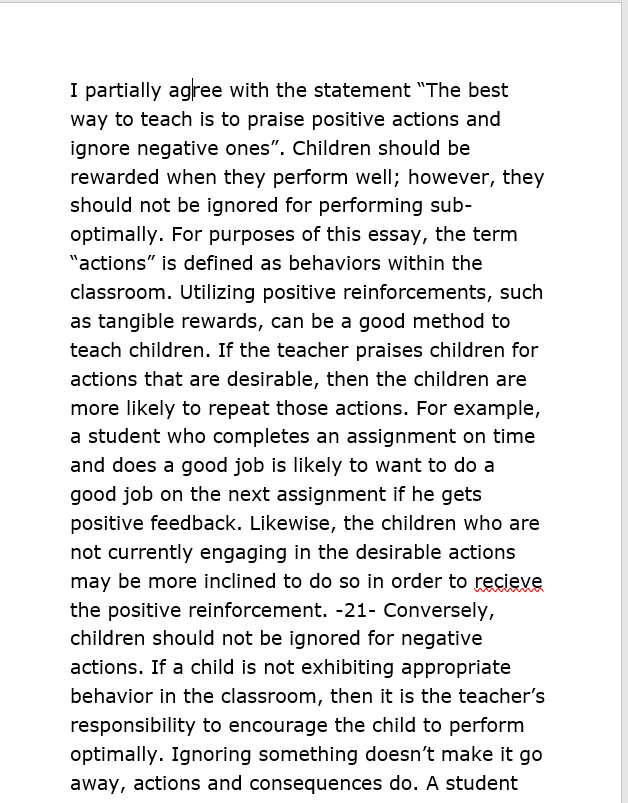 I partially agree with the statement “The best
way to teach is to praise positive actions and
ignore negative ones”. Children should be
rewarded when they perform well; however, they
should not be ignored for performing sub-
optimally. For purposes of this essay, the term
“actions” is defined as behaviors within the
classroom. Utilizing positive reinforcements, such
as tangible rewards, can be a good method to
teach children. If the teacher praises children for
actions that are desirable, then the children are
more likely to repeat those actions. For example,
a student who completes an assignment on time
and does a good job is likely to want to do a
good job on the next assignment if he gets
positive feedback. Likewise, the children who are
not currently engaging in the desirable actions
may be more inclined to do so in order to recieve
the positive reinforcement. -21- Conversely,
children should not be ignored for negative
actions. If a child is not exhibiting appropriate
behavior in the classroom, then it is the teacher’s
responsibility to encourage the child to perform
optimally. Ignoring something doesn’t make it go
away, actions and consequences do. A student